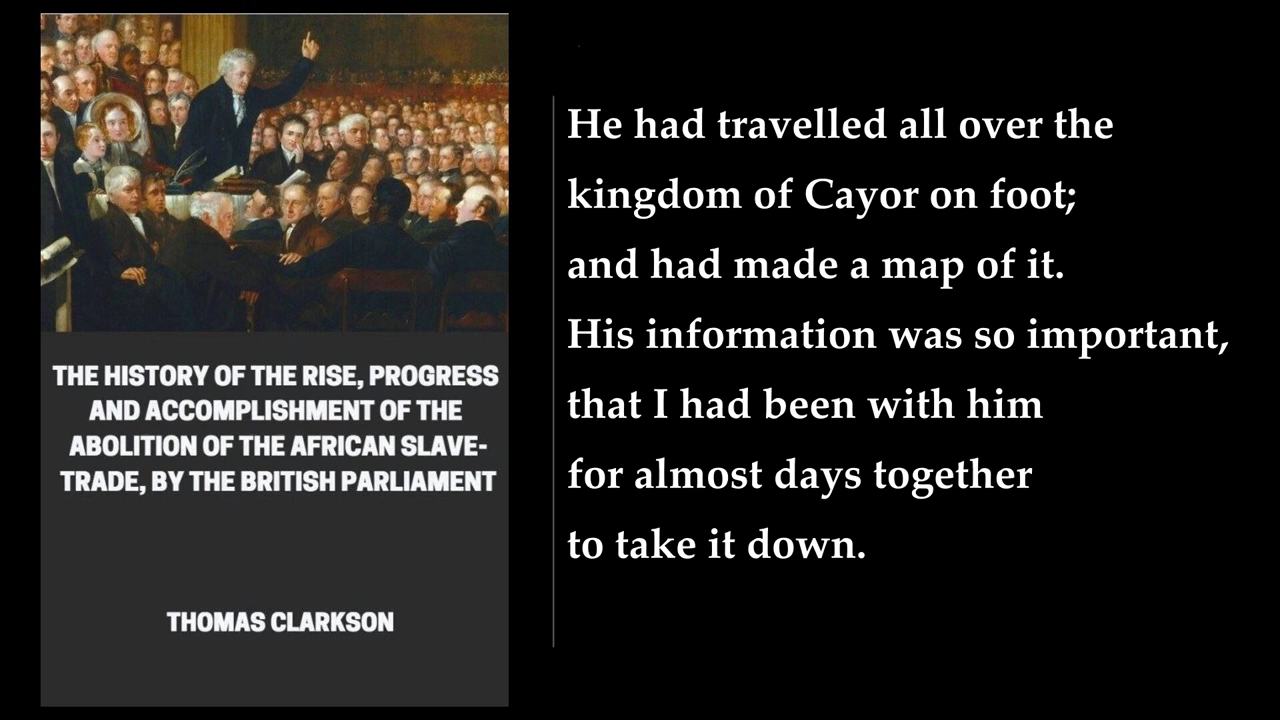 THE HISTORY OF THE RISE, PROGRESS
AND ACCOMPLISHMENT OF THE
ABOLITION OF THE AFRICAN SLAVE-
TRADE, BY THE BRITISH PARLIAMENT
THOMAS CLARKSON
He had travelled all over the
kingdom of Cayor on foot;
and had made a map of it.
His information was so important,
that I had been with him
for almost days together
to take it down.